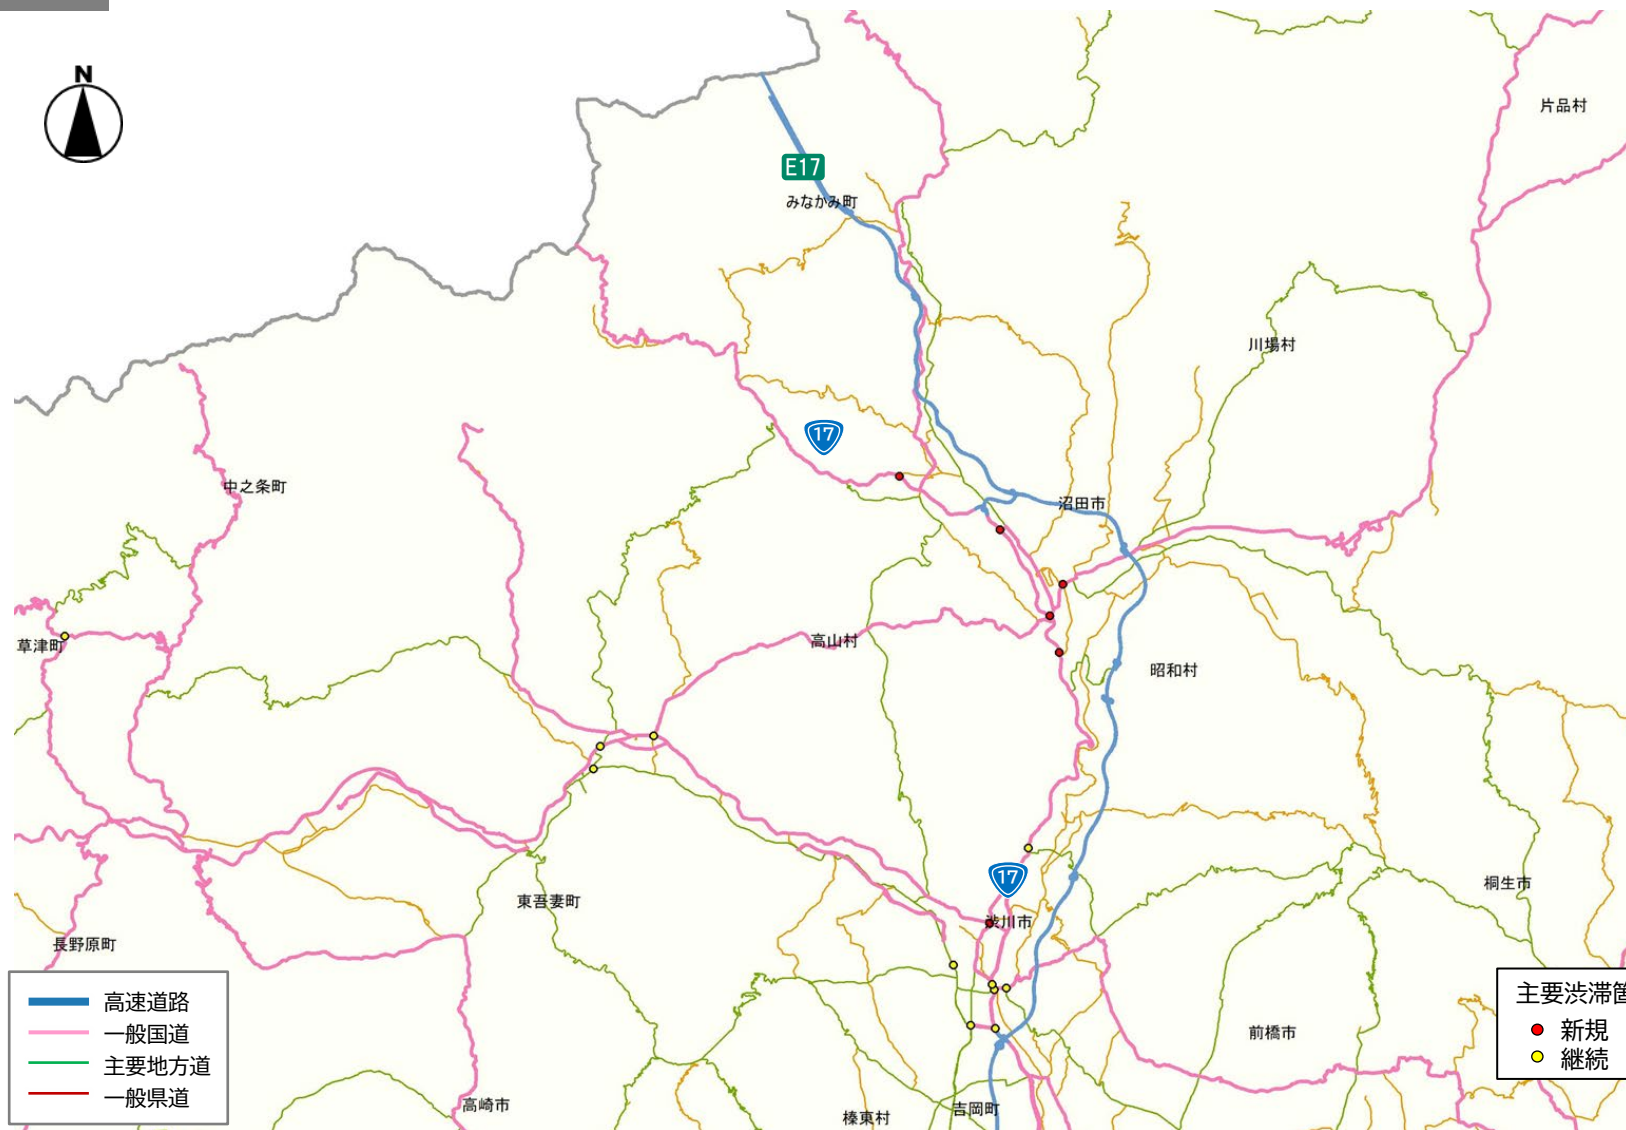 N
片品村
E17
みなかみ町
川場村
17
中之条町
沼田市
草津町
高山村
昭和村
17
桐生市
東吾妻町
渋川市
長野原町
高速道路
一般国道
主要地方道
一般県道
主要渋滞箇
新規
継続
前橋市
高崎市
榛東村
吉岡町